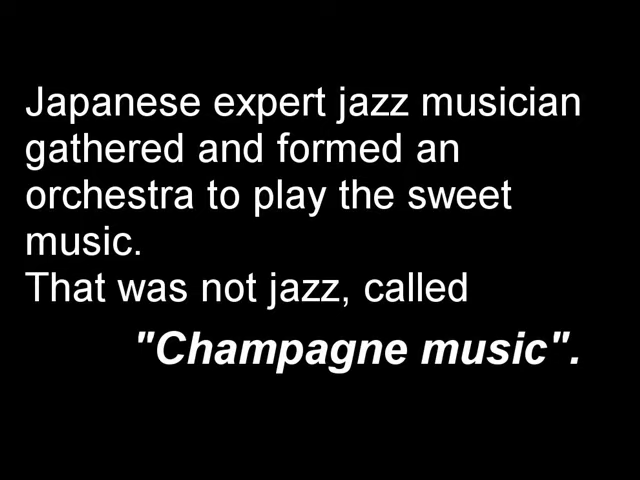 Japanese expert jazz musician
gathered and formed an
orchestra to play the sweet
music.
That was not jazz, called
"Champagne music".